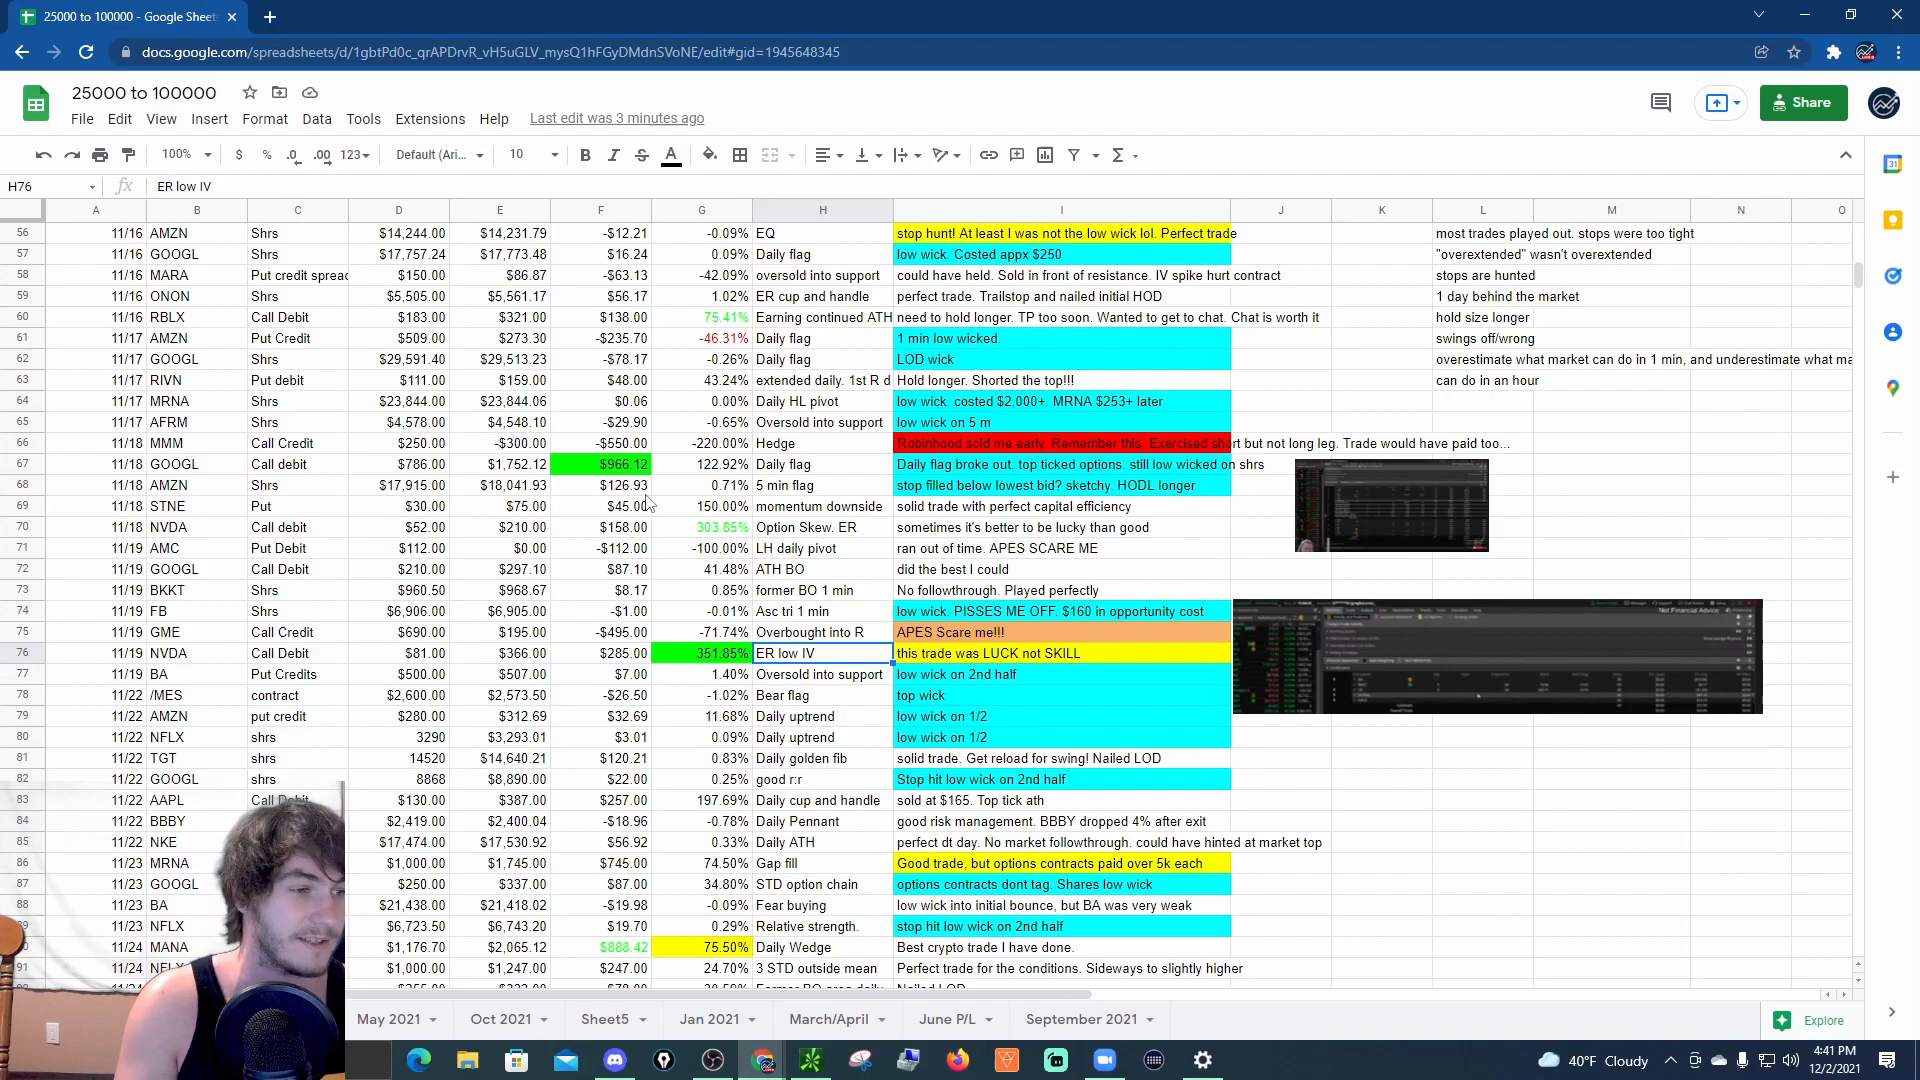 25000 to 100000 - Google Sheets
docs.google.com/spreadsheets/d/1gbtPd0c_qrAPDrvR_vH5uGLV_mysQ1hFGyDMdnSVoNE/edit#gid=1945648345
25000 to 100000
File Edit View Insert Format Data Tools Extensions Help Last edit was 3 minutes ago
Share
100% $ % .0 .00 123 Default (Ari... 10 B I S A
H76 fx ER low IV
A B C D E F G H I J K L M N O
56 11/16 AMZN Shrs $14,244.00 $14,231.79 -$12.21 -0.09% EQ stop hunt! At least I was not the low wick lol. Perfect trade most trades played out. stops were too tight
57 11/16 GOOGL Shrs $17,757.24 $17,773.48 $16.24 0.09% Daily flag low wick. Costed appx $250 "overextended" wasn't overextended
58 11/16 MARA Put credit spreac $150.00 $86.87 -$63.13 -42.09% oversold into support could have held. Sold in front of resistance. IV spike hurt contract stops are hunted
59 11/16 ONON Shrs $5,505.00 $5,561.17 $56.17 1.02% ER cup and handle perfect trade. Trailstop and nailed initial HOD 1 day behind the market
60 11/16 RBLX Call Debit $183.00 $321.00 $138.00 75.41% Earning continued ATH need to hold longer. TP too soon. Wanted to get to chat. Chat is worth it hold size longer
61 11/17 AMZN Put Credit $509.00 $273.30 -$235.70 -46.31% Daily flag 1 min low wicked. swings off/wrong
62 11/17 GOOGL Shrs $29,591.40 $29,513.23 -$78.17 -0.26% Daily flag LOD wick overestimate what market can do in 1 min, and underestimate what ma
63 11/17 RIVN Put debit $111.00 $159.00 $48.00 43.24% extended daily. 1st R d Hold longer. Shorted the top!!! can do in an hour
64 11/17 MRNA Shrs $23,844.00 $23,844.06 $0.06 0.00% Daily HL pivot low wick. costed $2,000+. MRNA $253+ later
65 11/17 AFRM Shrs $4,578.00 $4,548.10 -$29.90 -0.65% Oversold into support low wick on 5 m
66 11/18 MMM Call Credit $250.00 -$300.00 -$550.00 -220.00% Hedge Robinhood sold me early. Remember this. Exercised short but not long leg. Trade would have paid too...
67 11/18 GOOGL Call debit $786.00 $1,752.12 $966.12 122.92% Daily flag Daily flag broke out. top ticked options. still low wicked on shrs
68 11/18 AMZN Shrs $17,915.00 $18,041.93 $126.93 0.71% 5 min flag stop filled below lowest bid? sketchy. HODL longer
69 11/18 STNE Put $30.00 $75.00 $45.00 150.00% momentum downside solid trade with perfect capital efficiency
70 11/18 NVDA Call debit $52.00 $210.00 $158.00 303.85% Option Skew. ER sometimes it's better to be lucky than good
71 11/19 AMC Put Debit $112.00 $0.00 -$112.00 -100.00% LH daily pivot ran out of time. APES SCARE ME
72 11/19 GOOGL Call Debit $210.00 $297.10 $87.10 41.48% ATH BO did the best I could
73 11/19 BKKT Shrs $960.50 $968.67 $8.17 0.85% former BO 1 min No followthrough. Played perfectly
74 11/19 FB Shrs $6,906.00 $6,905.00 -$1.00 -0.01% Asc tri 1 min low wick. PISSES ME OFF. $160 in opportunity cost
75 11/19 GME Call Credit $690.00 $195.00 -$495.00 -71.74% Overbought into R APES Scare me!!!
76 11/19 NVDA Call Debit $81.00 $366.00 $285.00 351.85% ER low IV this trade was LUCK not SKILL
77 11/19 BA Put Credits $500.00 $507.00 $7.00 1.40% Oversold into support low wick on 2nd half
78 11/22 /MES contract $2,600.00 $2,573.50 -$26.50 -1.02% Bear flag top wick
79 11/22 AMZN put credit $280.00 $312.69 $32.69 11.68% Daily uptrend low wick on 1/2
80 11/22 NFLX shrs 3290 $3,293.01 $3.01 0.09% Daily uptrend low wick on 1/2
81 11/22 TGT shrs 14520 $14,640.21 $120.21 0.83% Daily golden fib solid trade. Get reload for swing! Nailed LOD
82 11/22 GOOGL shrs 8868 $8,890.00 $22.00 0.25% good r:r Stop hit low wick on 2nd half
83 11/22 AAPL Call Debit $130.00 $387.00 $257.00 197.69% Daily cup and handle sold at $165. Top tick ath
84 11/22 BBBY $2,419.00 $2,400.04 -$18.96 -0.78% Daily Pennant good risk management. BBBY dropped 4% after exit
85 11/22 NKE $17,474.00 $17,530.92 $56.92 0.33% Daily ATH perfect dt day. No market followthrough. could have hinted at market top
86 11/23 MRNA $1,000.00 $1,745.00 $745.00 74.50% Gap fill Good trade, but options contracts paid over 5k each
87 11/23 GOOGL $250.00 $337.00 $87.00 34.80% STD option chain options contracts dont tag. Shares low wick
88 11/23 BA $21,438.00 $21,418.02 -$19.98 -0.09% Fear buying low wick into initial bounce, but BA was very weak
11/23 NFLX $6,723.50 $6,743.20 $19.70 0.29% Relative strength. stop hit low wick on 2nd half
11/24 MANA $1,176.70 $2,065.12 $888.42 75.50% Daily Wedge Best crypto trade I have done.
91 11/24 NFLX $1,000.00 $1,247.00 $247.00 24.70% 3 STD outside mean Perfect trade for the conditions. Sideways to slightly higher
Not Financial Advice
May 2021 Oct 2021 Sheet5 Jan 2021 March/April June P/L September 2021 Explore
40°F Cloudy
4:41 PM
12/2/2021